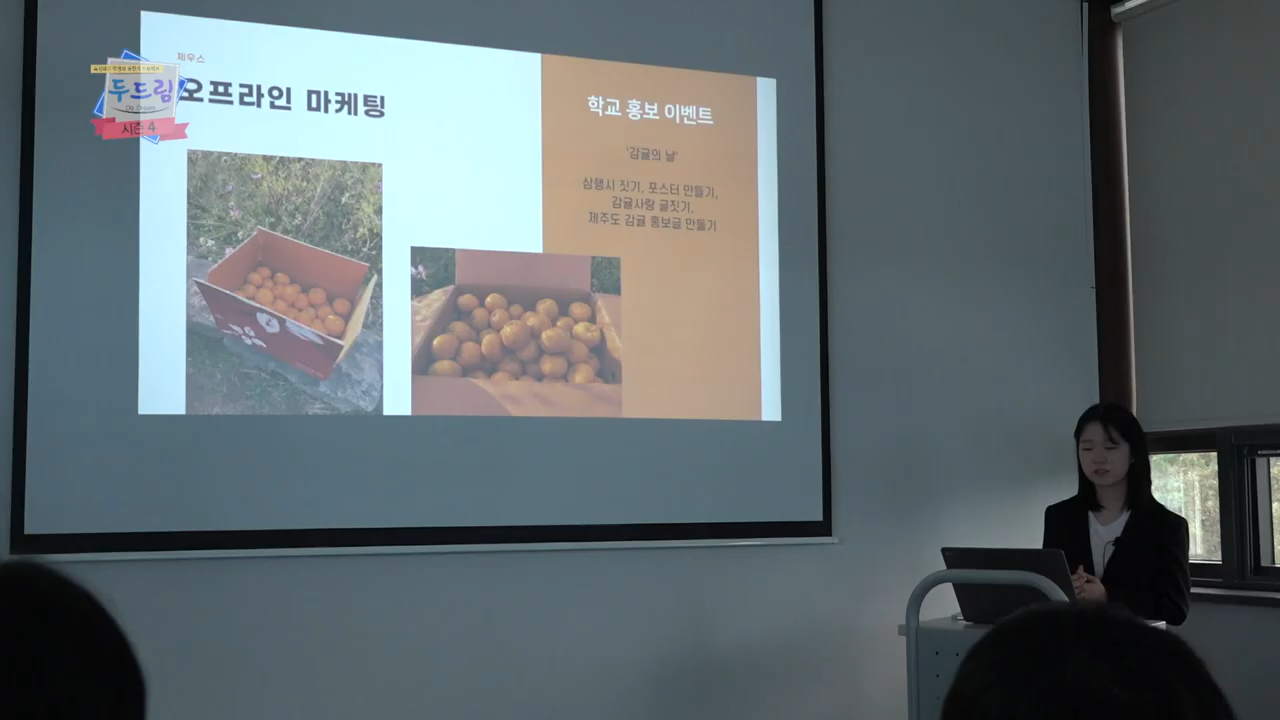 제우스
두드림
Do Dream
시즌 4
오프라인 마케팅
학교 홍보 이벤트
'감귤의 날'
삼행시 짓기, 포스터 만들기,
감귤사랑 글짓기,
제주도 감귤 홍보글 만들기